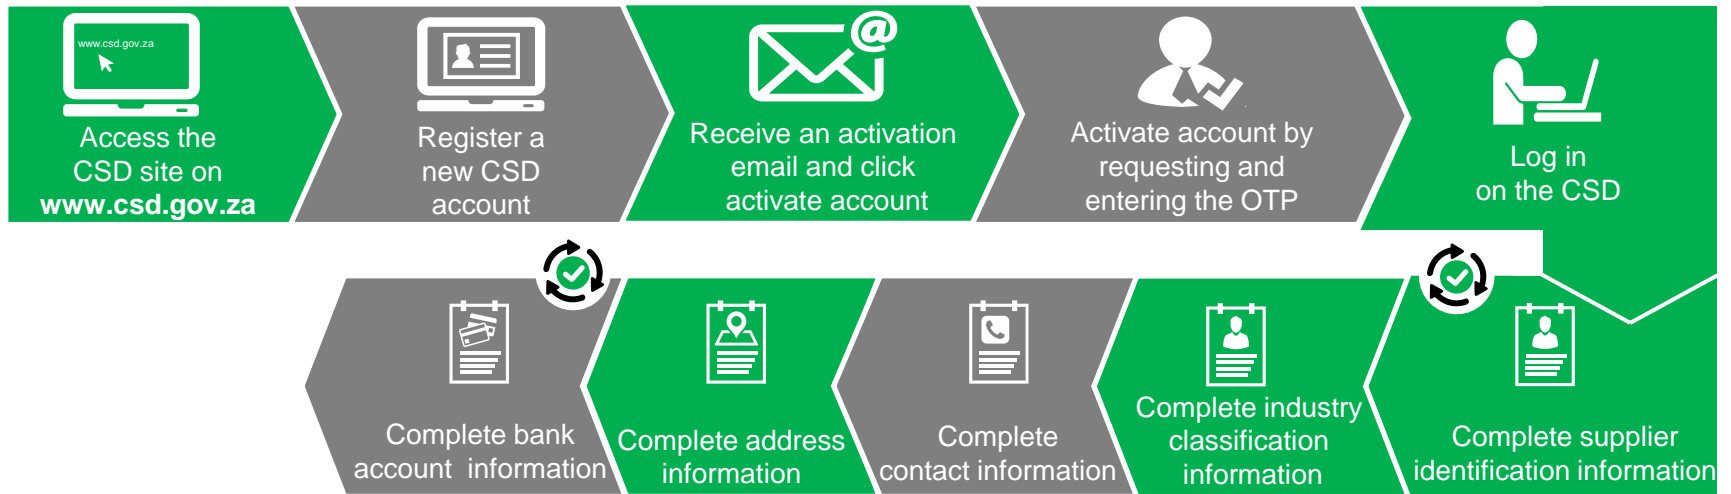 www.csd.gov.za
Access the
CSD site on
www.csd.gov.za
Register a
new CSD
account
@
Receive an activation
email and click
activate account
Activate account by
requesting and
entering the OTP
Log in
on the CSD
Complete supplier
identification information
Complete industry
classification
information
Complete
contact information
Complete address
information
Complete bank
account  information